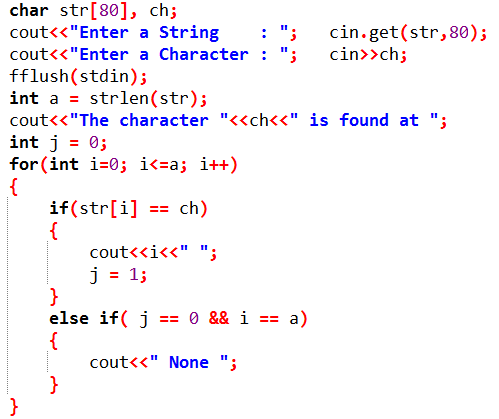 char str[80], ch;
cout<<"Enter a String    : ";   cin.get(str,80);
cout<<"Enter a Character : ";   cin>>ch;
fflush(stdin);
int a = strlen(str);
cout<<"The character "<<ch<<" is found at ";
int j = 0;
for(int i=0; i<=a; i++)
{
    if(str[i] == ch)
    {
        cout<<i<<" ";
        j = 1;
    }
    else if( j == 0 && i == a)
    {
        cout<<" None ";
    }
}